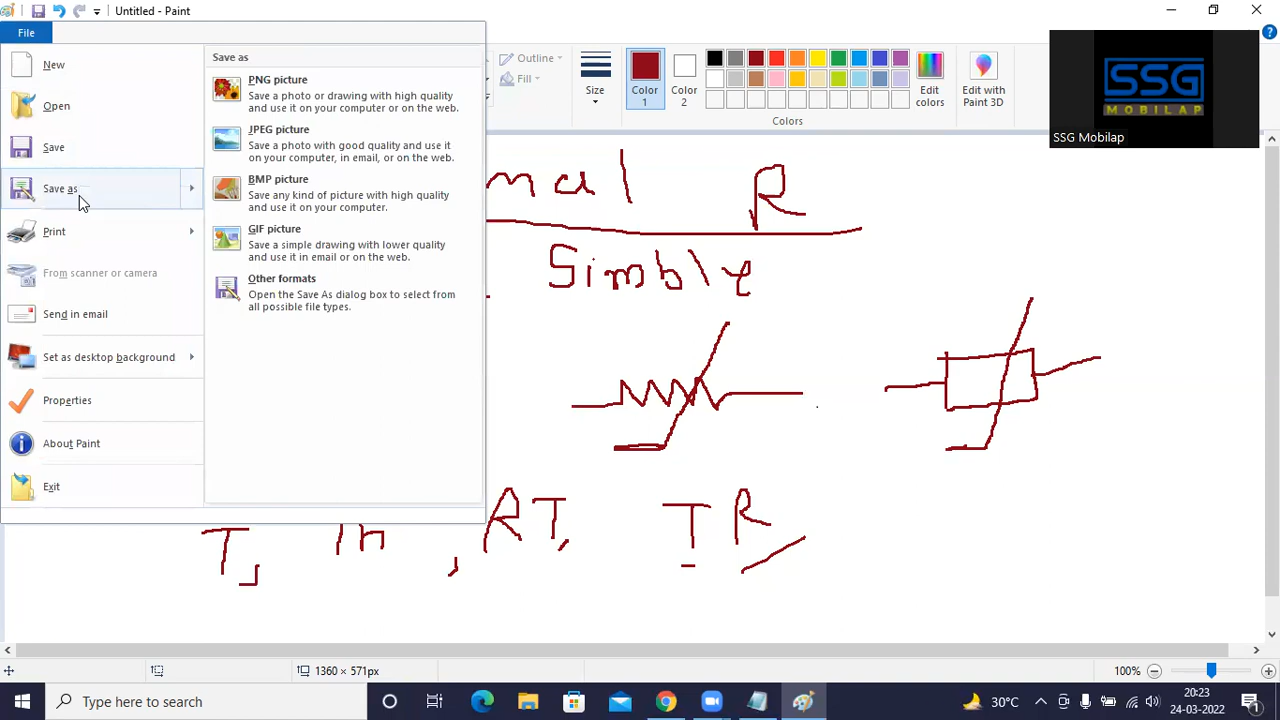 Untitled - Paint
File
New
Open
Save
Save as
Print
From scanner or camera
Send in email
Set as desktop background
Properties
About Paint
Exit
Save as
PNG picture
Save a photo or drawing with high quality
and use it on your computer or on the web.
JPEG picture
Save a photo with good quality and use it
on your computer, in email, or on the web.
BMP picture
Save any kind of picture with high quality
and use it on your computer.
GIF picture
Save a simple drawing with lower quality
and use it in email or on the web.
Other formats
Open the Save As dialog box to select from
all possible file types.
Outline
Fill
Size
Color
1
Color
2
Edit
colors
Edit with
Paint 3D
Colors
SSG
MOBILAP
SSG Mobilap
mal R
Simbly
T, Th , RT, TR
1360 × 571px
100%
Type here to search
30°C
20:23
24-03-2022
1